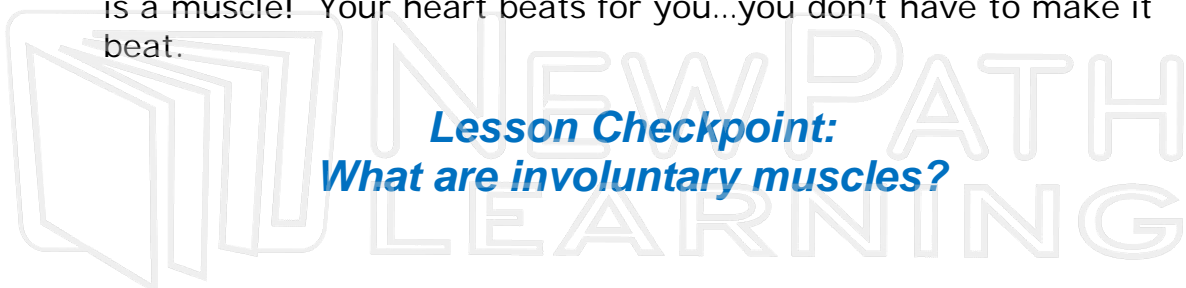 is a muscle!  Your heart beats for you...you don't have to make it
beat.
Lesson Checkpoint:
What are involuntary muscles?
NEWPATH
LEARNING